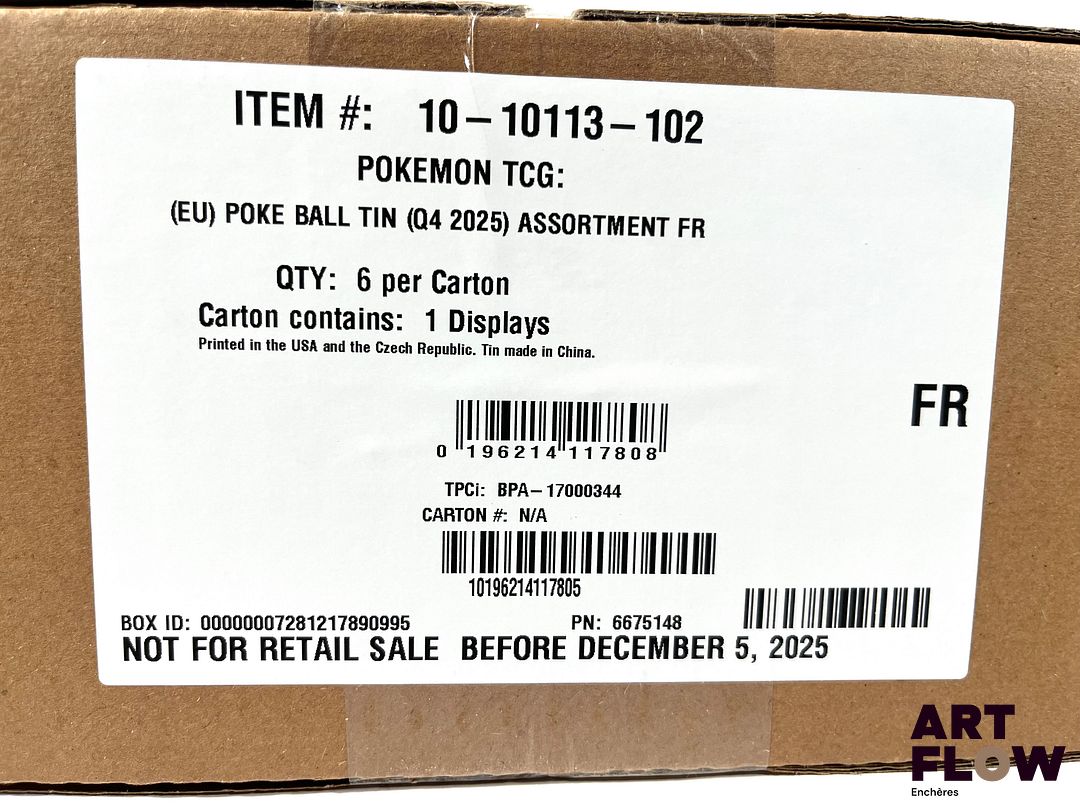 ITEM #: 10-10113-102
POKEMON TCG:
(EU) POKE BALL TIN (Q4 2025) ASSORTMENT FR
QTY: 6 per Carton
Carton contains: 1 Displays
Printed in the USA and the Czech Republic. Tin made in China.
FR
0 196214 117808
TPCi: BPA-17000344
CARTON #: N/A
10196214117805
BOX ID: 00000007281217890995 PN: 6675148
NOT FOR RETAIL SALE BEFORE DECEMBER 5, 2025
ART
FLOW
Enchères